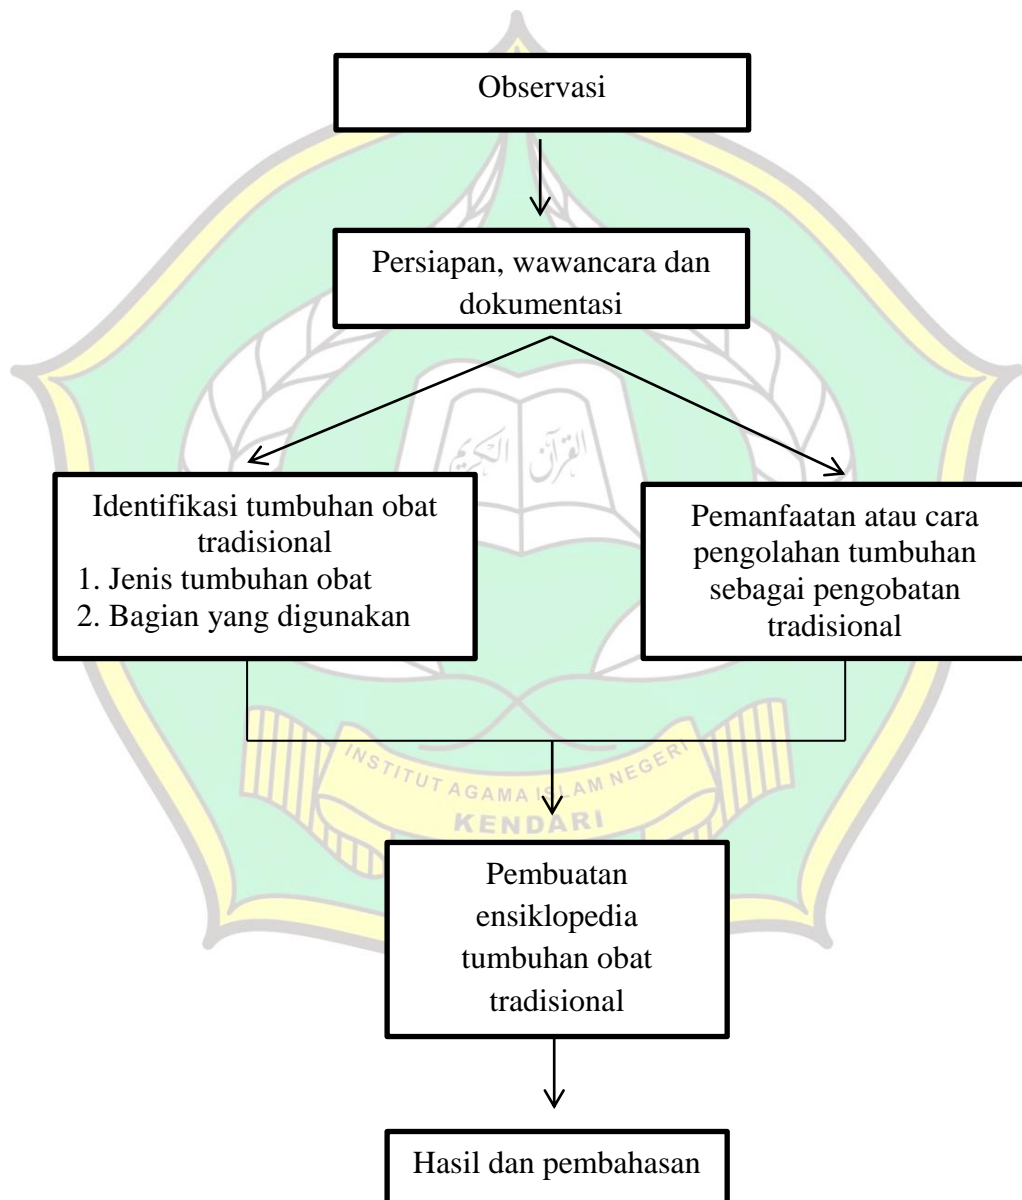 Observasi
Persiapan, wawancara dan
dokumentasi
القرآن الكريم
Identifikasi tumbuhan obat
tradisional
1. Jenis tumbuhan obat
2. Bagian yang digunakan
Pemanfaatan atau cara
pengolahan tumbuhan
sebagai pengobatan
tradisional
INSTITUT AGAMA ISLAM NEGERI
KENDARI
Pembuatan
ensiklopedia
tumbuhan obat
tradisional
Hasil dan pembahasan